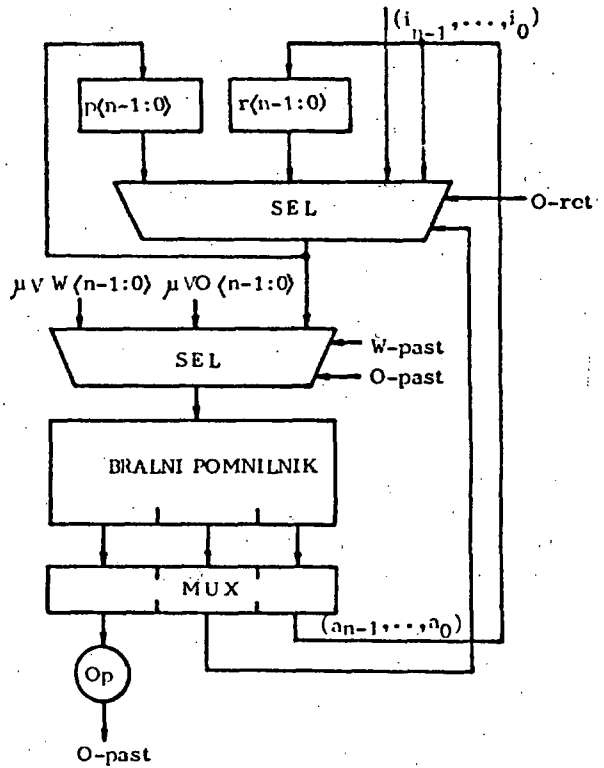 (i_{n-1},...,i_0)
p⟨n-1:0⟩
r⟨n-1:0⟩
SEL
O-ret
μVW⟨n-1:0⟩
μVO⟨n-1:0⟩
SEL
W-past
O-past
BRALNI POMNILNIK
MUX
(a_{n-1},..,a_0)
Op
O-past